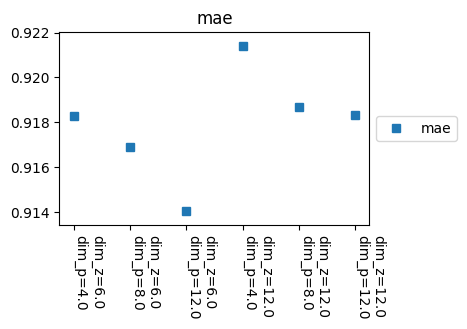 mae
0.922
0.920
0.918
0.916
0.914
mae
dim_z=6.0
dim_p=4.0
dim_z=6.0
dim_p=8.0
dim_z=6.0
dim_p=12.0
dim_z=12.0
dim_p=4.0
dim_z=12.0
dim_p=8.0
dim_z=12.0
dim_p=12.0